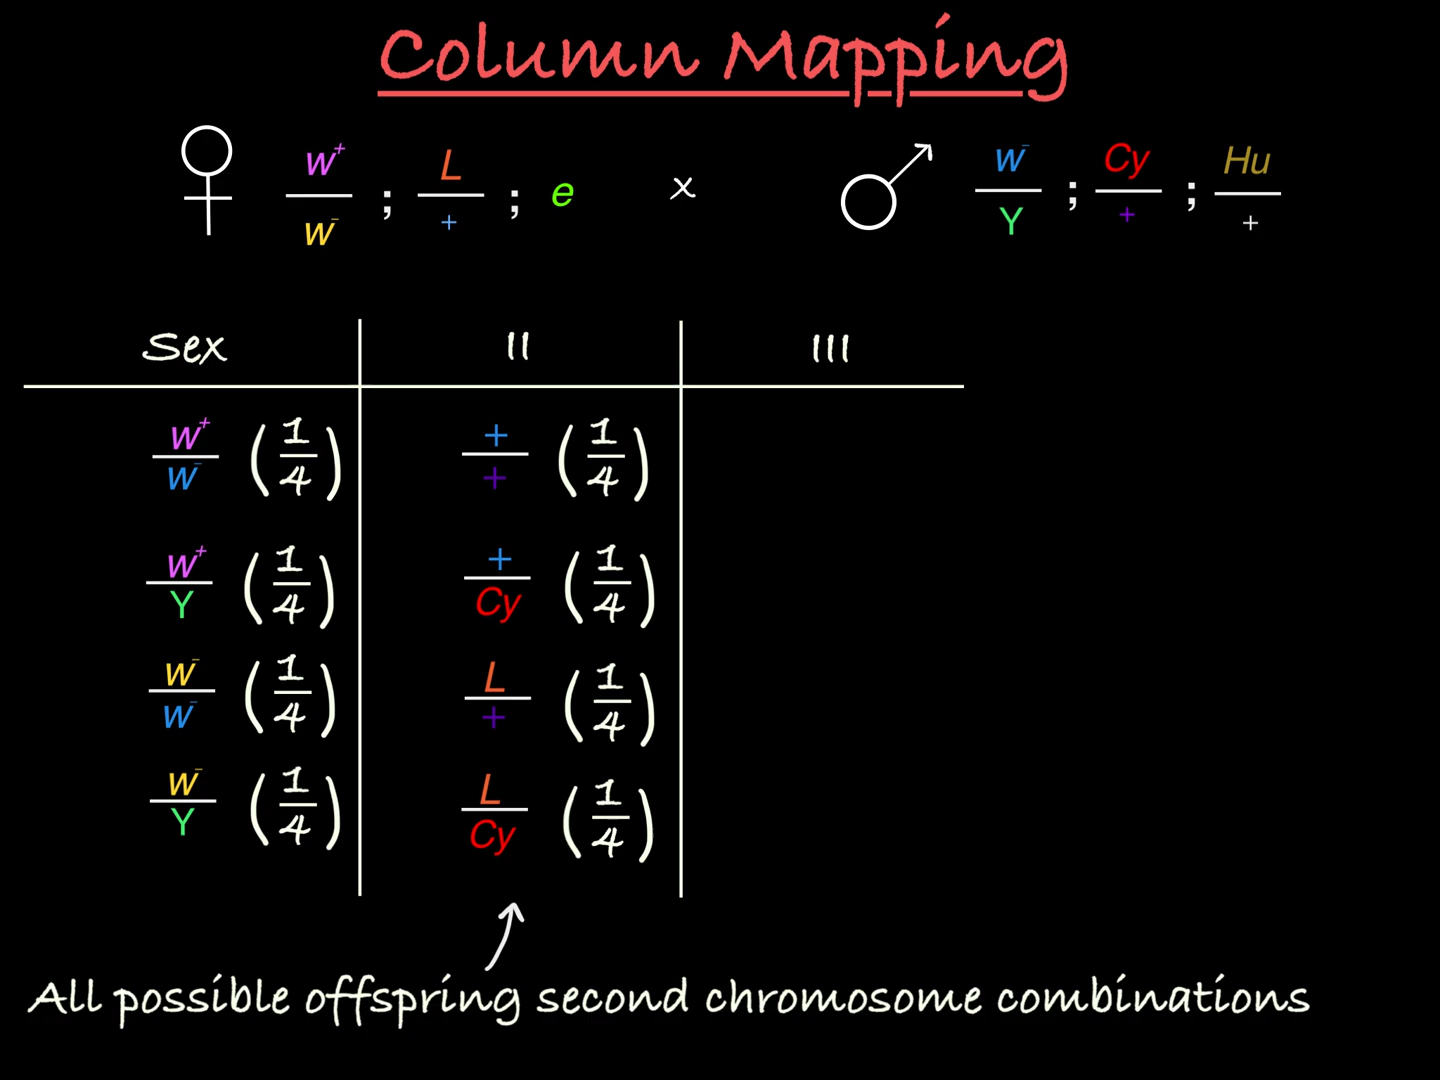 Column Mapping
w⁺/w⁻ ; L/+ ; e x w⁻/Y ; Cy/+ ; Hu/+
Sex II III
w⁺/w⁻ (1/4) +/+ (1/4)
w⁺/Y (1/4) +/Cy (1/4)
w⁻/w⁻ (1/4) L/+ (1/4)
w⁻/Y (1/4) L/Cy (1/4)
All possible offspring second chromosome combinations